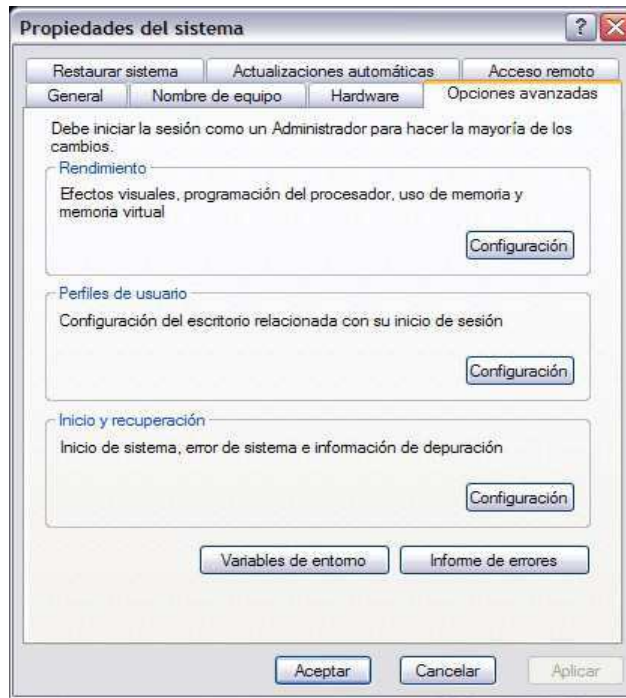 Propiedades del sistema
Restaurar sistema Actualizaciones automáticas Acceso remoto
General Nombre de equipo Hardware Opciones avanzadas
Debe iniciar la sesión como un Administrador para hacer la mayoría de los
cambios.
Rendimiento
Efectos visuales, programación del procesador, uso de memoria y
memoria virtual
Configuración
Perfiles de usuario
Configuración del escritorio relacionada con su inicio de sesión
Configuración
Inicio y recuperación
Inicio de sistema, error de sistema e información de depuración
Configuración
Variables de entorno Informe de errores
Aceptar Cancelar Aplicar